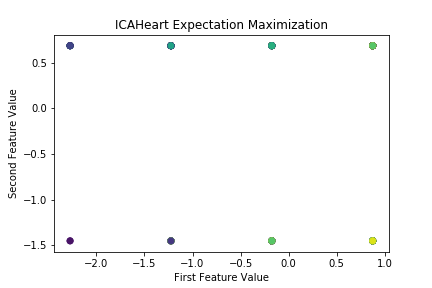 ICAHeart Expectation Maximization
0.5
0.0
−0.5
−1.0
−1.5
Second Feature Value
−2.0 −1.5 −1.0 −0.5 0.0 0.5 1.0
First Feature Value